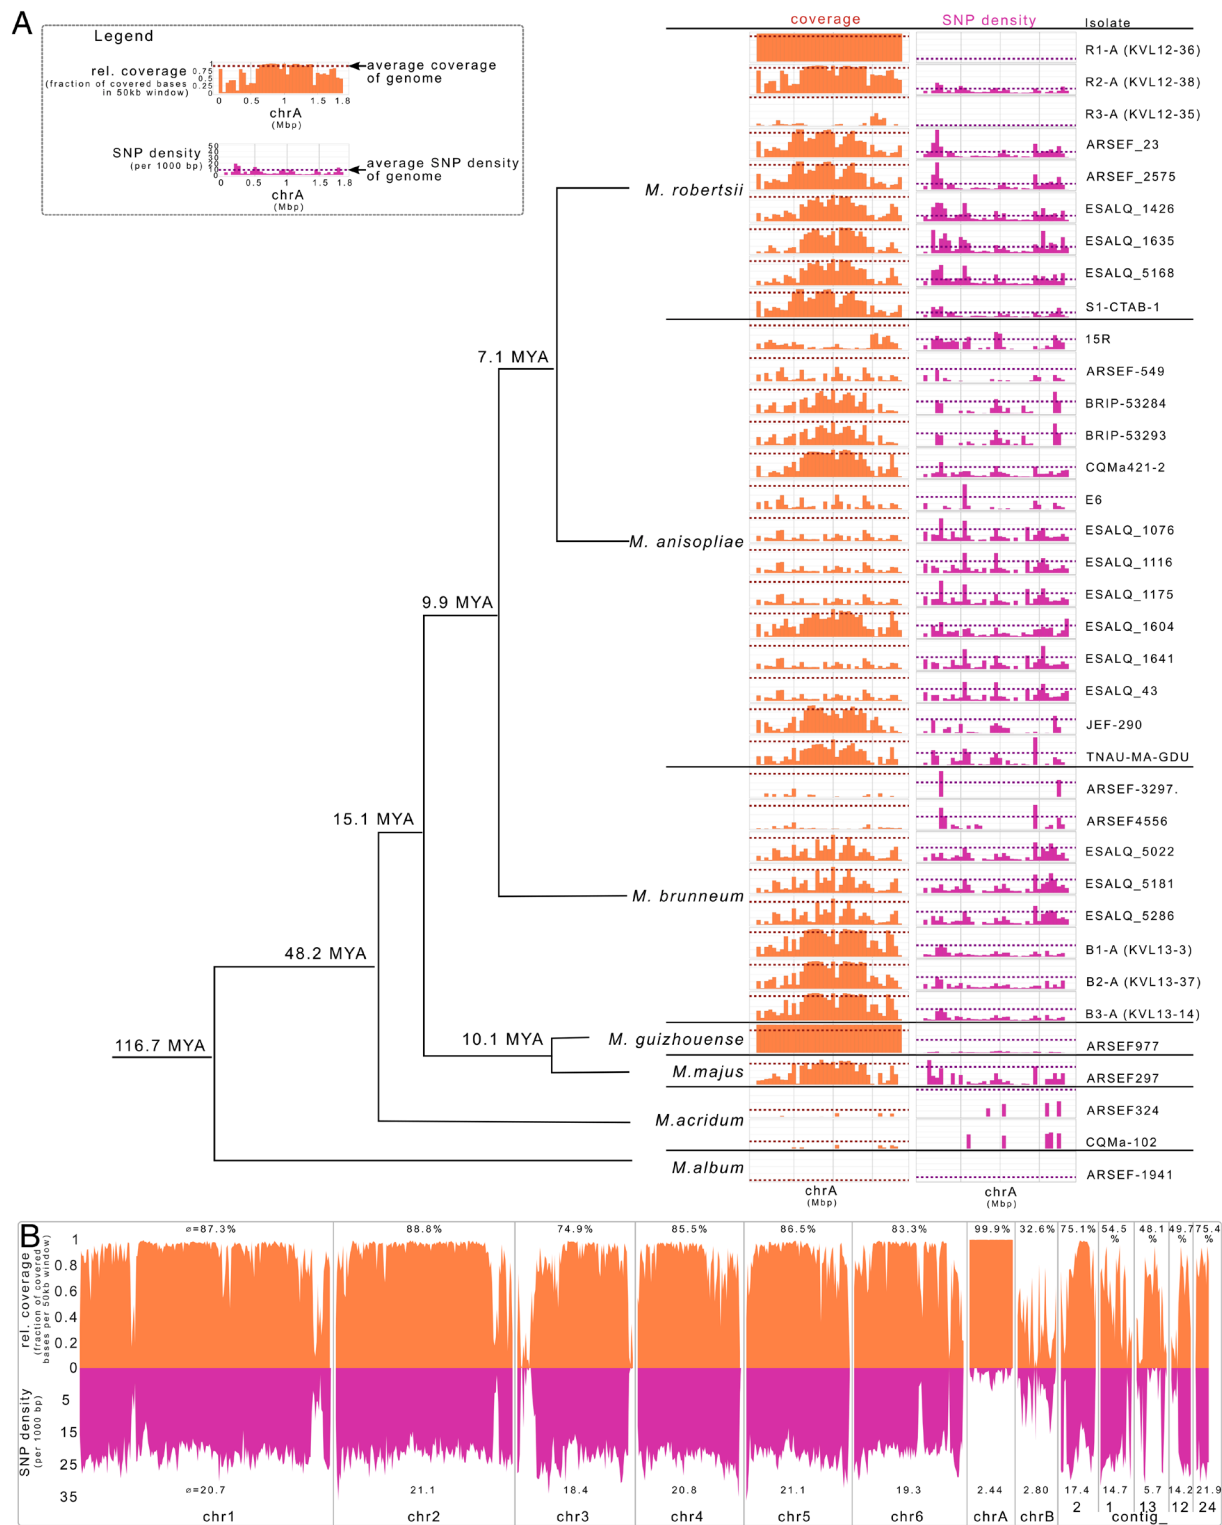 A
Legend
rel. coverage
(fraction of covered bases
in 50kb window)
1
0.75
0.5
0.25
0
0 0.5 1 1.5 1.8
chrA
(Mbp)
average coverage
of genome
SNP density
(per 1000 bp)
50
40
30
20
10
0
0 0.5 1 1.5 1.8
chrA
(Mbp)
average SNP density
of genome
coverage SNP density Isolate
R1-A (KVL12-36)
R2-A (KVL12-38)
R3-A (KVL12-35)
ARSEF_23
M. robertsii ARSEF_2575
ESALQ_1426
ESALQ_1635
ESALQ_5168
S1-CTAB-1
15R
7.1 MYA
ARSEF-549
BRIP-53284
BRIP-53293
CQMa421-2
E6
ESALQ_1076
M. anisopliae
ESALQ_1116
ESALQ_1175
9.9 MYA
ESALQ_1604
ESALQ_1641
ESALQ_43
JEF-290
TNAU-MA-GDU
ARSEF-3297.
15.1 MYA
ARSEF4556
ESALQ_5022
ESALQ_5181
M. brunneum
ESALQ_5286
B1-A (KVL13-3)
48.2 MYA
B2-A (KVL13-37)
B3-A (KVL13-14)
116.7 MYA
10.1 MYA
M. guizhouense ARSEF977
M.majus ARSEF297
M.acridum ARSEF324
CQMa-102
M.album ARSEF-1941
chrA chrA
(Mbp) (Mbp)
B
rel. coverage
(fraction of covered
bases per 50kb window)
1
0.8
0.6
0.4
0.2
0
SNP density
(per 1000 bp)
5
15
25
35
⌀=87.3% 88.8% 74.9% 85.5% 86.5% 83.3% 99.9% 32.6% 75.1% 54.5 % 48.1 % 49.7 % 75.4 %
⌀=20.7 21.1 18.4 20.8 21.1 19.3 2.44 2.80 17.4 14.7 5.7 14.2 21.9
2 1 13 12 24
chr1 chr2 chr3 chr4 chr5 chr6 chrA chrB contig_